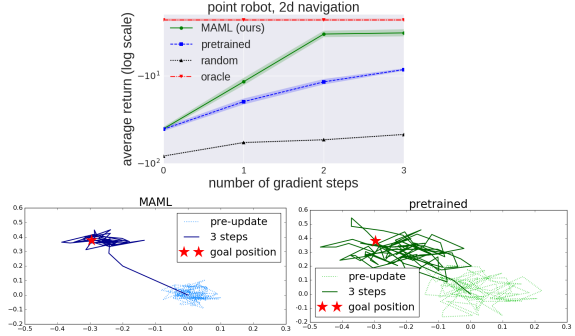 point robot, 2d navigation
average return (log scale)
MAML (ours)
pretrained
random
oracle
−10¹
−10²
0 1 2 3
number of gradient steps
MAML
0.6
0.5
0.4
0.3
0.2
0.1
0.0
−0.1
−0.2
−0.5 −0.4 −0.3 −0.2 −0.1 0.0 0.1 0.2 0.3
pre-update
3 steps
goal position
pretrained
0.6
0.5
0.4
0.3
0.2
0.1
0.0
−0.1
−0.2
−0.5 −0.4 −0.3 −0.2 −0.1 0.0 0.1 0.2 0.3
pre-update
3 steps
goal position